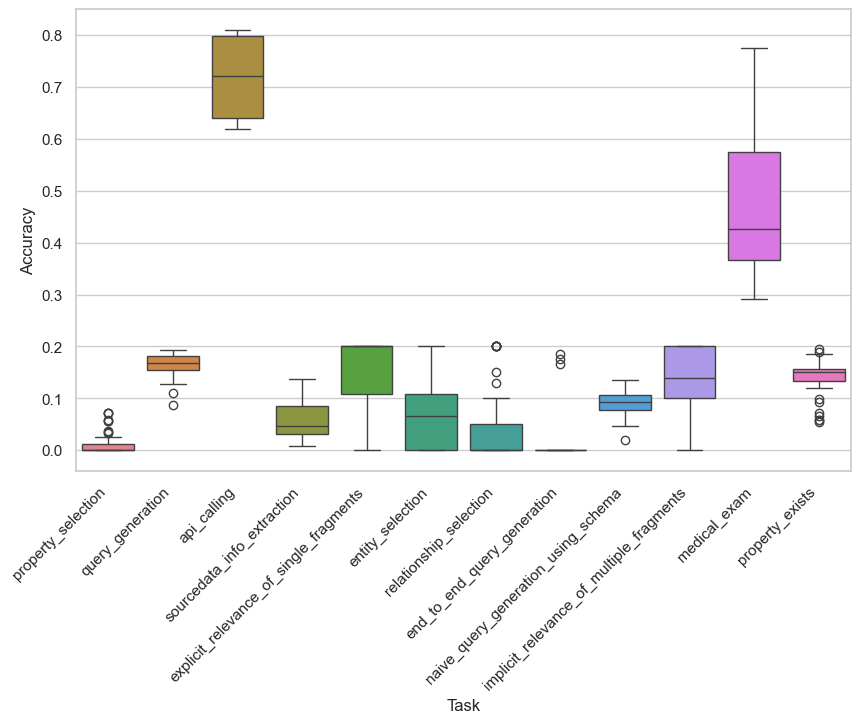 0.8
0.7
0.6
0.5
0.4
0.3
0.2
0.1
0.0
Accuracy
property_selection
query_generation
api_calling
sourcedata_info_extraction
explicit_relevance_of_single_fragments
entity_selection
relationship_selection
end_to_end_query_generation
naive_query_generation_using_schema
implicit_relevance_of_multiple_fragments
medical_exam
property_exists
Task